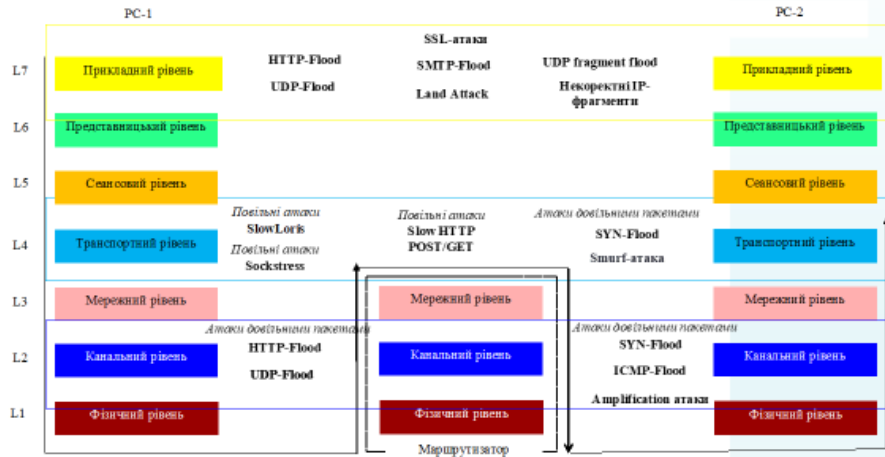 PC-1
PC-2
SSL-атаки
HTTP-Flood
SMTP-Flood
UDP fragment flood
L7
Прикладний рівень
Прикладний рівень
UDP-Flood
Land Attack
Некоректні IP-
фрагменти
L6
Представницький рівень
Представницький рівень
L5
Сеансовий рівень
Сеансовий рівень
Повільні атаки
Повільні атаки
Атаки довільними пакетами
SlowLoris
Slow HTTP
SYN-Flood
L4
Транспортний рівень
POST/GET
Транспортний рівень
Повільні атаки
Smurf-атака
Sockstress
L3
Мережний рівень
Мережний рівень
Мережний рівень
Атаки довільними пакетами
Атаки довільними пакетами
HTTP-Flood
SYN-Flood
L2
Канальний рівень
Канальний рівень
Канальний рівень
UDP-Flood
ICMP-Flood
Amplification атаки
L1
Фізичний рівень
Фізичний рівень
Фізичний рівень
Маршрутизатор